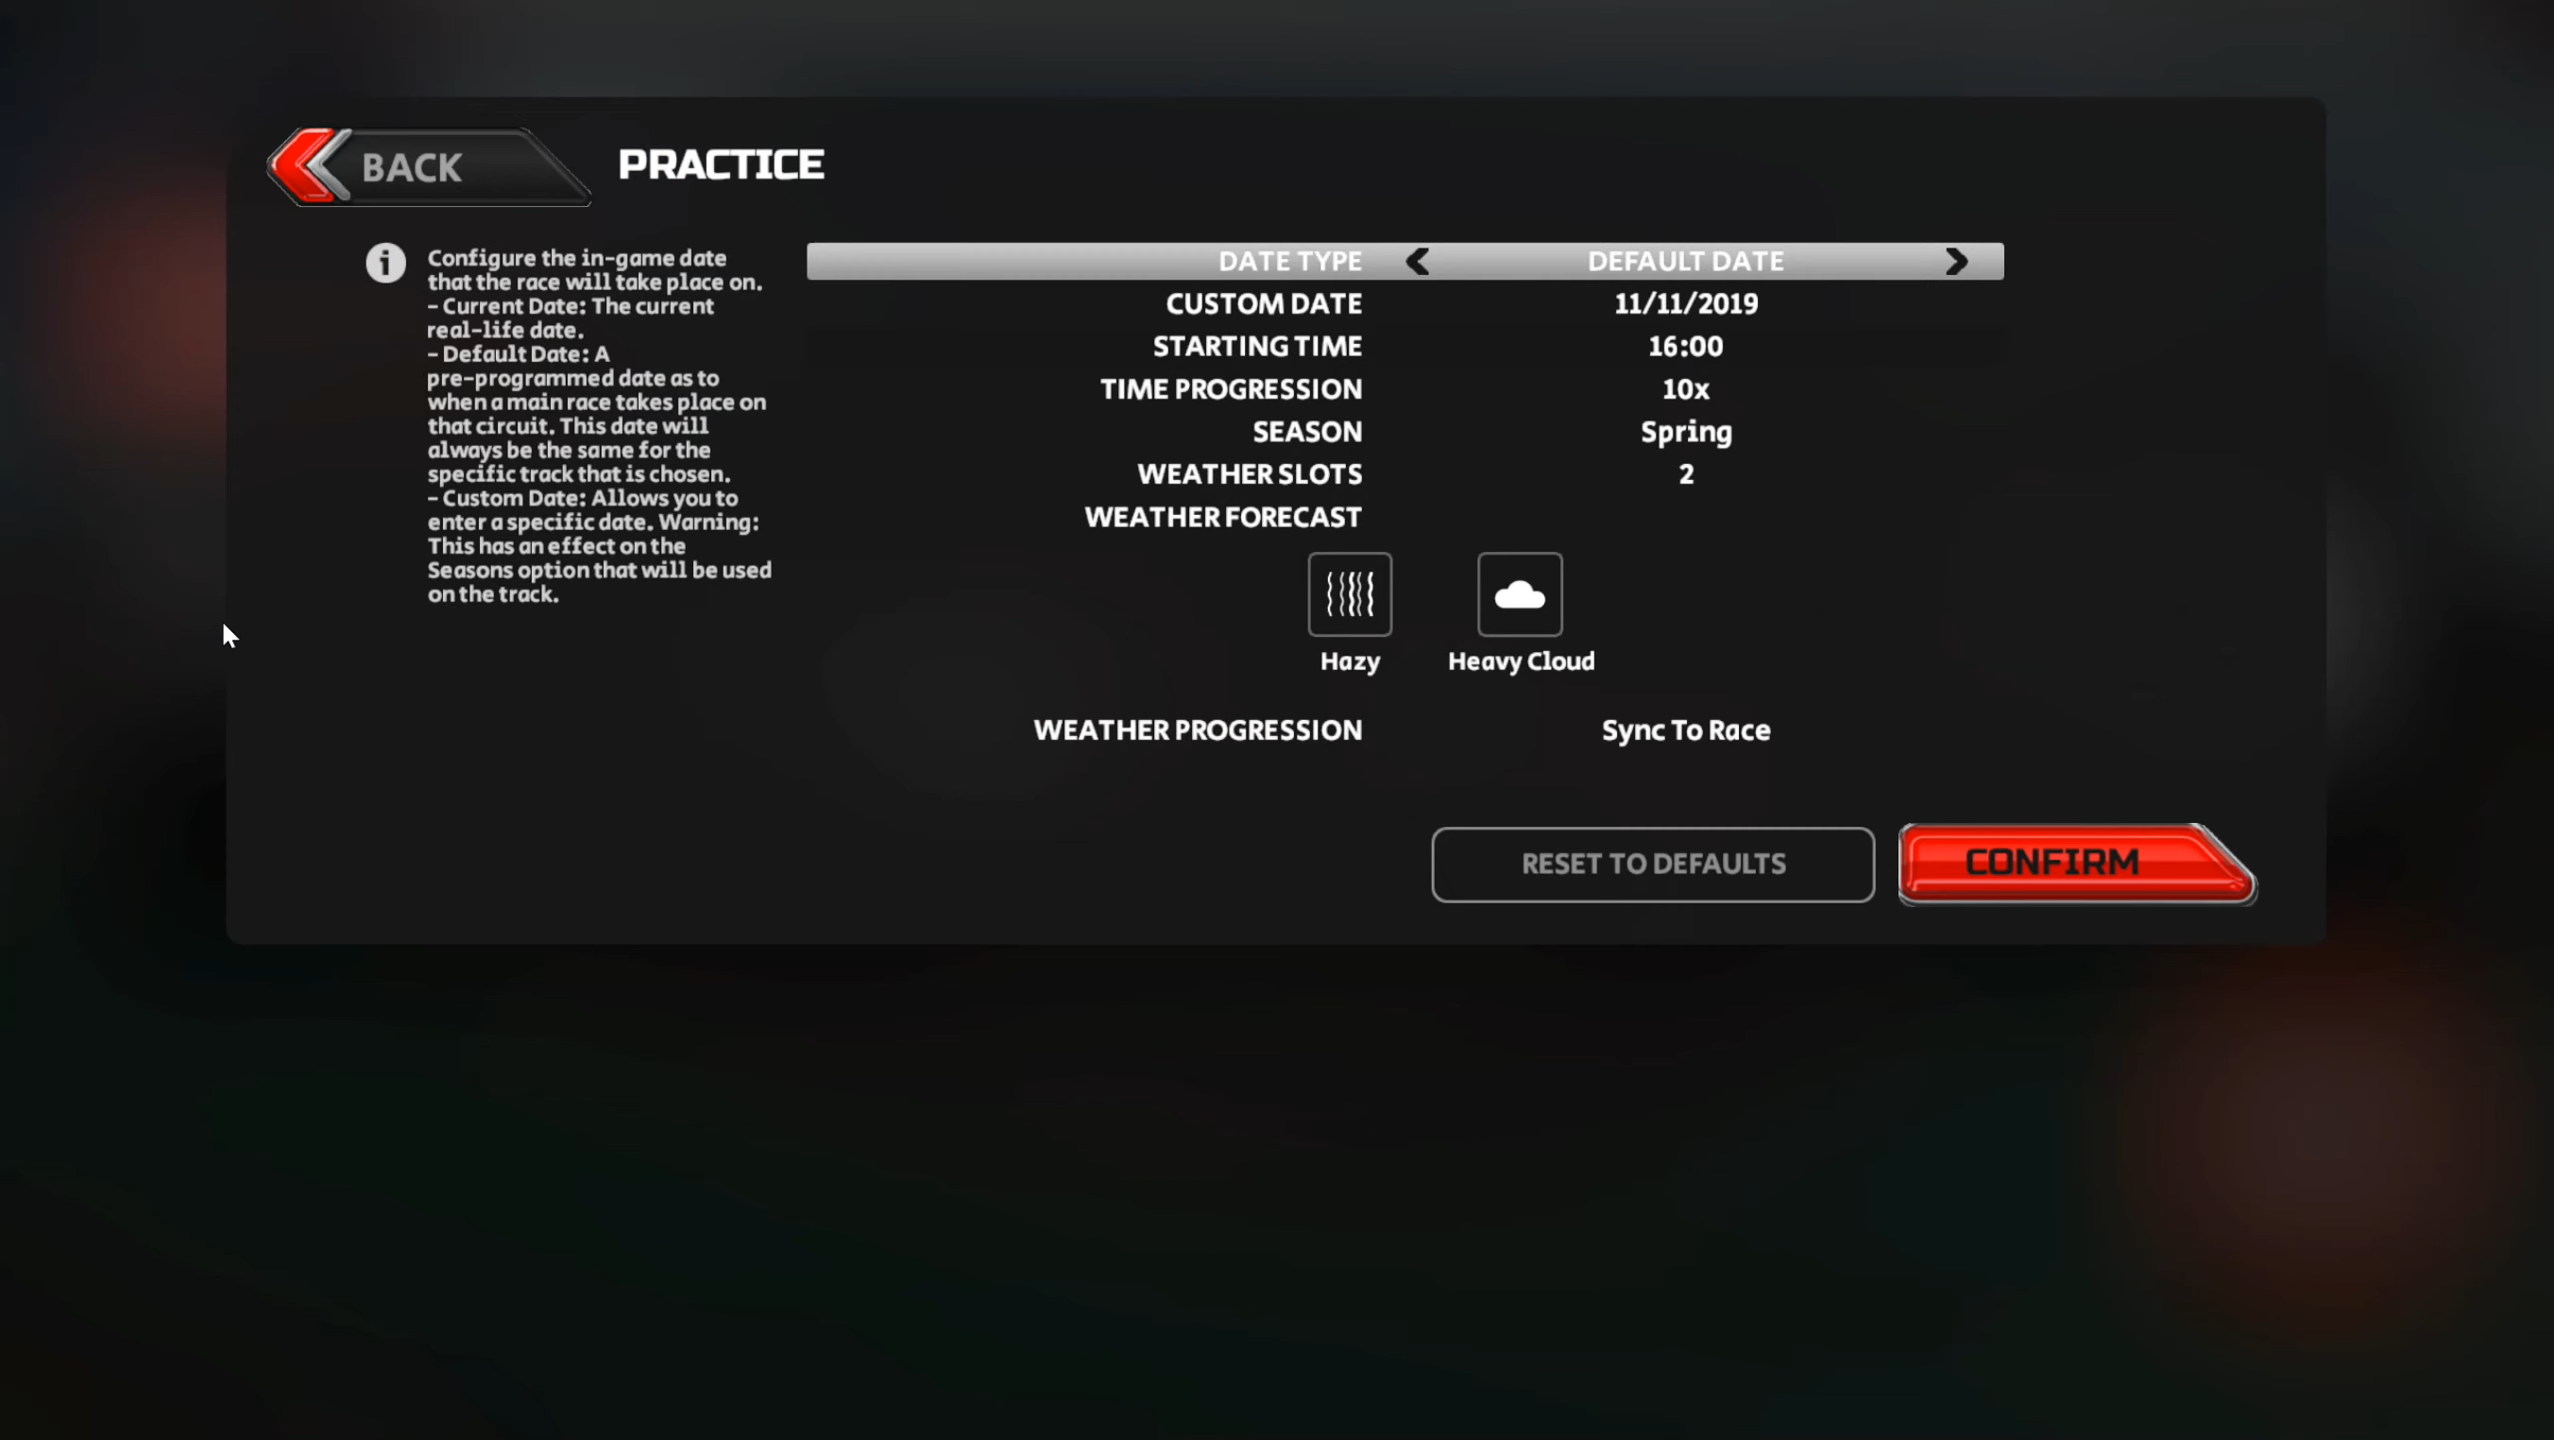 BACK
PRACTICE
Configure the in-game date
that the race will take place on.
- Current Date: The current
real-life date.
- Default Date: A
pre-programmed date as to
when a main race takes place on
that circuit. This date will
always be the same for the
specific track that is chosen.
- Custom Date: Allows you to
enter a specific date. Warning:
This has an effect on the
Seasons option that will be used
on the track.
DATE TYPE DEFAULT DATE
CUSTOM DATE 11/11/2019
STARTING TIME 16:00
TIME PROGRESSION 10x
SEASON Spring
WEATHER SLOTS 2
WEATHER FORECAST
Hazy Heavy Cloud
WEATHER PROGRESSION Sync To Race
RESET TO DEFAULTS CONFIRM